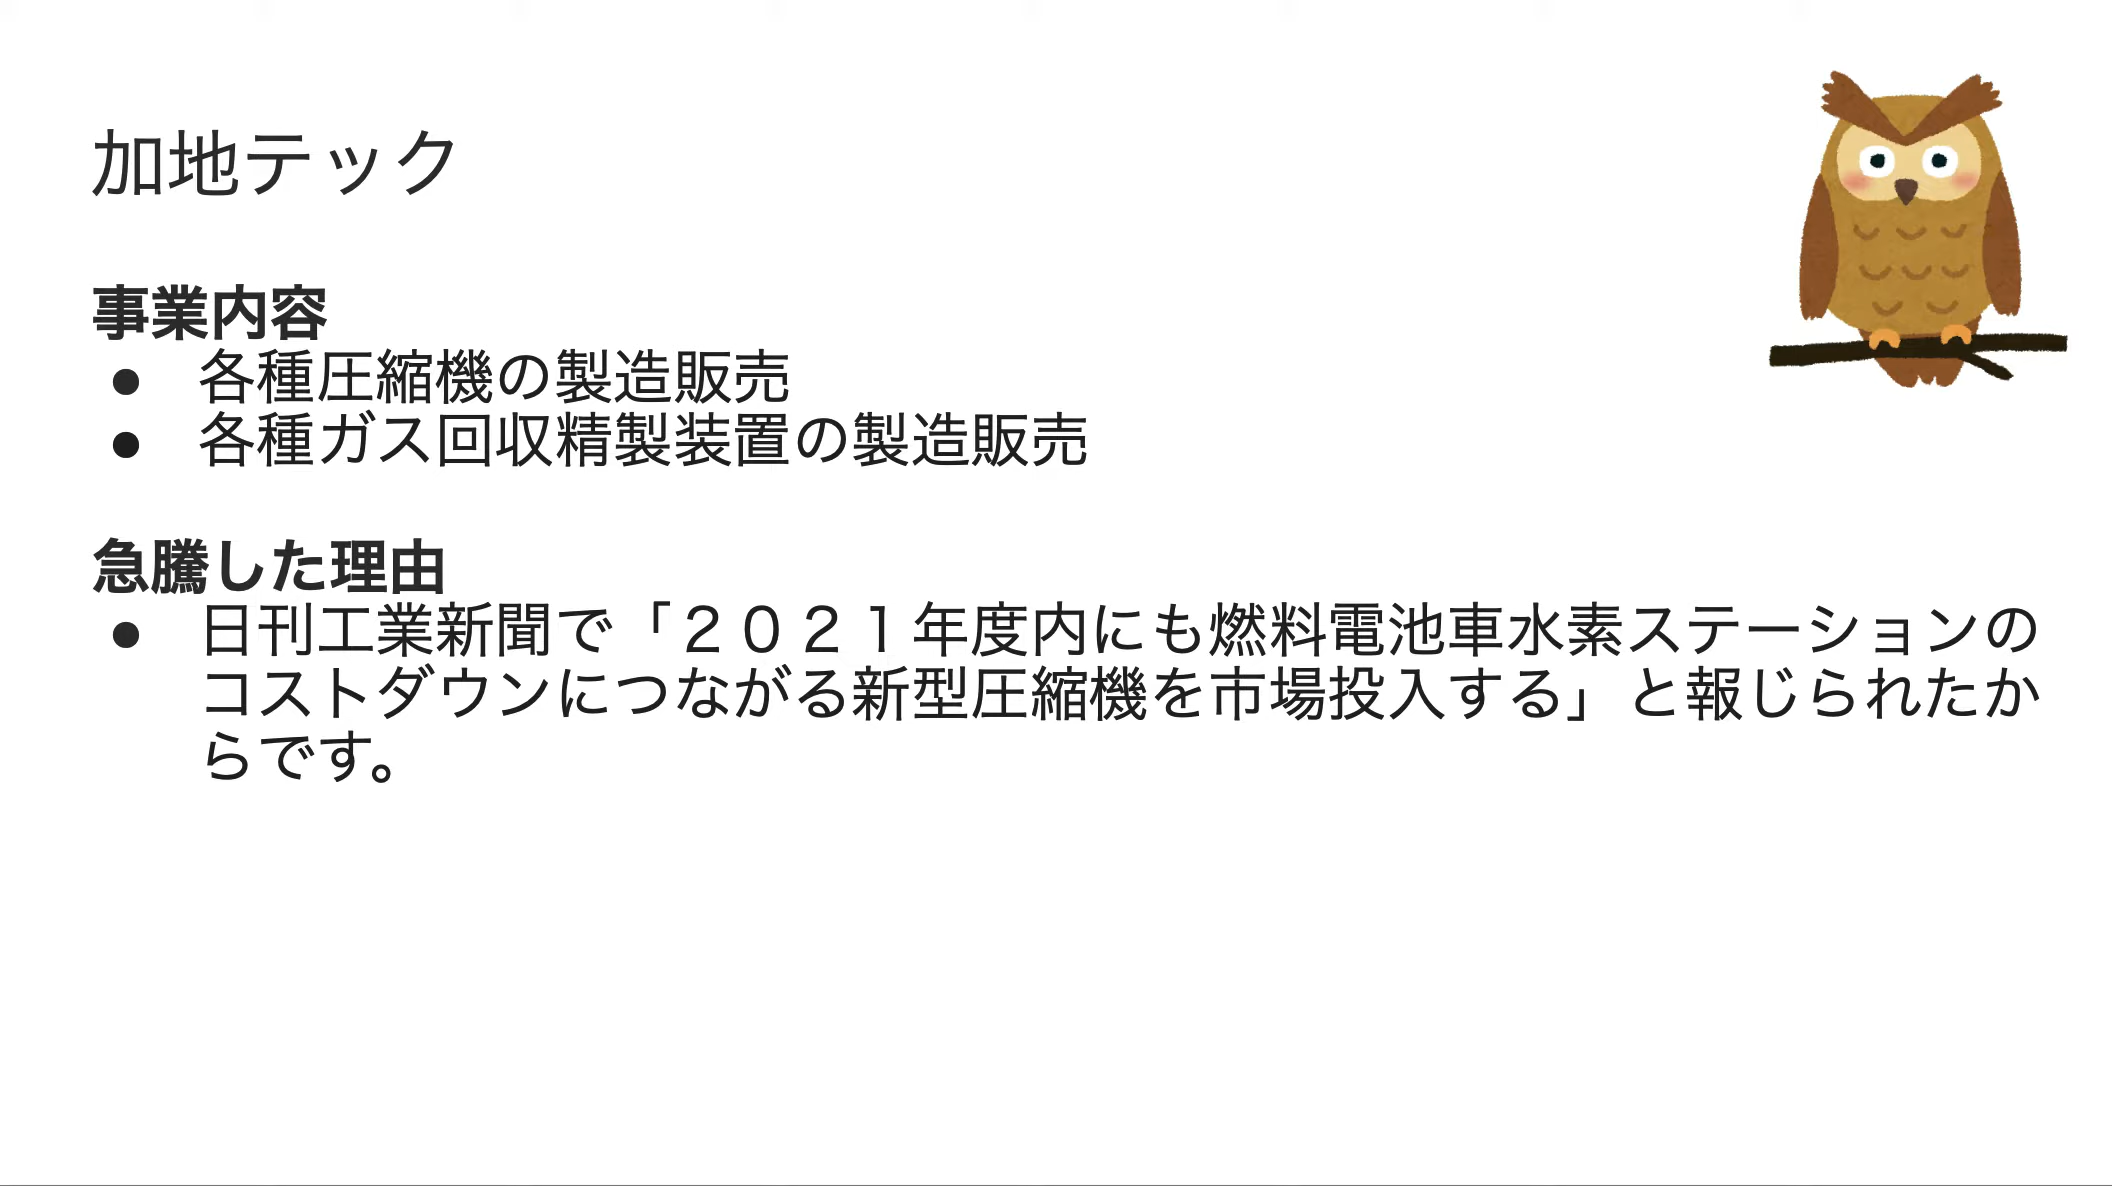 加地テック
事業内容
● 各種圧縮機の製造販売
● 各種ガス回収精製装置の製造販売
急騰した理由
● 日刊工業新聞で「２０２１年度内にも燃料電池車水素ステーションの
コストダウンにつながる新型圧縮機を市場投入する」と報じられたか
らです。